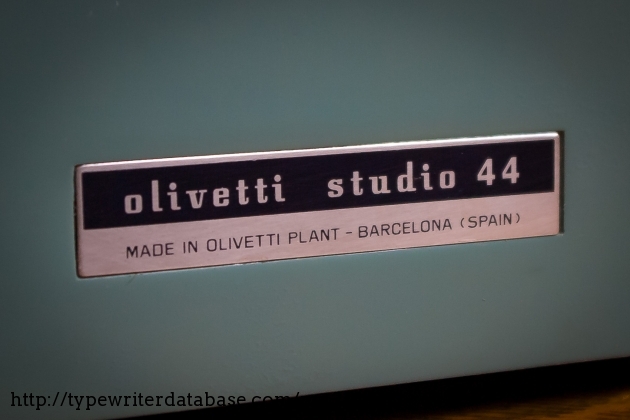 olivetti studio 44
MADE IN OLIVETTI PLANT - BARCELONA (SPAIN)
http://typewriterdatabase.com/